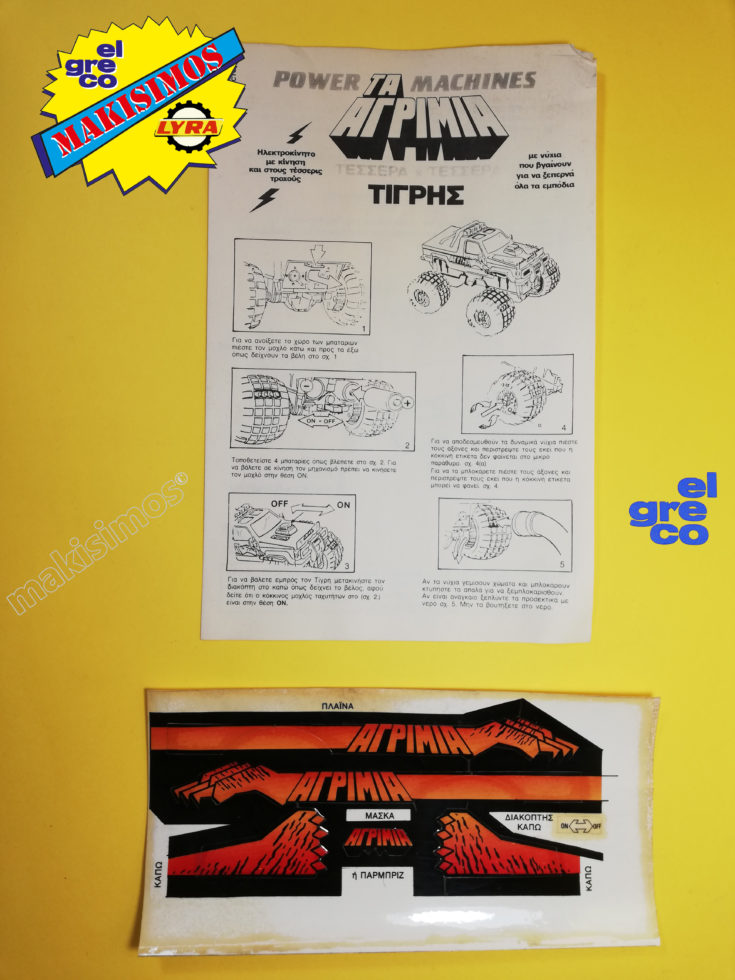 el
gre
co
MAKISIMOS
LYRA
POWER ΤΑ MACHINES
ΑΓΡΙΜΙΑ
ΤΕΣΣΕΡΑ x ΤΕΣΣΕΡΑ
Ηλεκτροκίνητο
με κίνηση
και στους τέσσερις
τροχούς
με νύχια
που βγαίνουν
για να ξεπερνά
όλα τα εμπόδια
ΤΙΓΡΗΣ
1
Για να ανοίξετε το χώρο των μπαταριών
πιέστε τον μοχλό κάτω και προς τα έξω
όπως δείχνουν τα βέλη στο σχ. 1
ON - OFF
+
2
Τοποθετείστε 4 μπαταρίες όπως βλέπετε στο σχ. 2. Για
να βάλετε σε κίνηση τον μηχανισμό πρέπει να κινήσετε
τον μοχλό στην θέση ON.
OFF
ON
3
Για να βάλετε εμπρός τον Τίγρη μετακινήστε τον
διακόπτη στο καπώ όπως δείχνει το βέλος, αφού
δείτε ότι ο κόκκινος μοχλός ταχυτήτων στο (σχ. 2)
είναι στην θέση ON.
α
4
Για να αποδεσμευθούν τα δυναμικά νύχια πιέστε
τους άξονες και περιστρέψτε τους εκεί που η
κόκκινη ετικέτα δεν φαίνεται στο μικρό
παράθυρο. σχ. 4(α)
Για να τα μπλοκάρετε πιέστε τους άξονες και
περιστρέψτε τους εκεί που η κόκκινη ετικέτα
μπορεί να φανεί. σχ. 4.
5
Αν τα νύχια γεμίσουν χώματα και μπλοκάρουν
κτυπήστε τα απαλά για να ξεμπλοκαρισθούν.
Αν είναι αναγκαίο ξεπλύντε τα προσεκτικά με
νερό σχ. 5. Μην τα βουτήξετε στο νερό.
makisimos©
el
gre
co
ΠΛΑΪΝΑ
ΑΓΡΙΜΙΑ
ΑΓΡΙΜΙΑ
ΜΑΣΚΑ
ΑΓΡΙΜΙΑ
ή ΠΑΡΜΠΡΙΖ
ΔΙΑΚΟΠΤΗΣ
ΚΑΠΩ
ON OFF
ΚΑΠΩ
ΚΑΠΩ